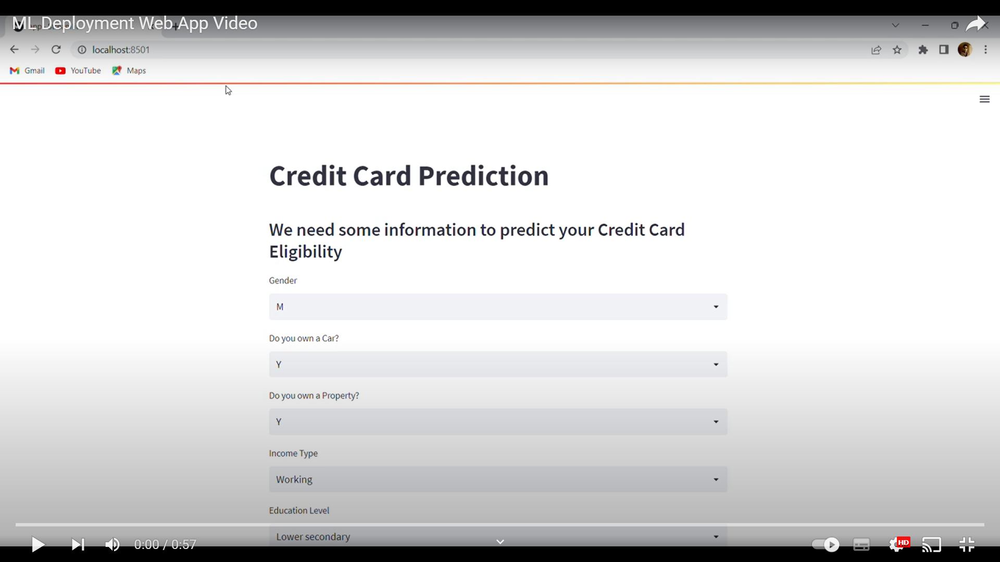 ML Deployment Web App Video
localhost:8501
Gmail YouTube Maps
Credit Card Prediction
We need some information to predict your Credit Card
Eligibility
Gender
M
Do you own a Car?
Y
Do you own a Property?
Y
Income Type
Working
Education Level
Lower secondary
0:00 / 0:57
HD